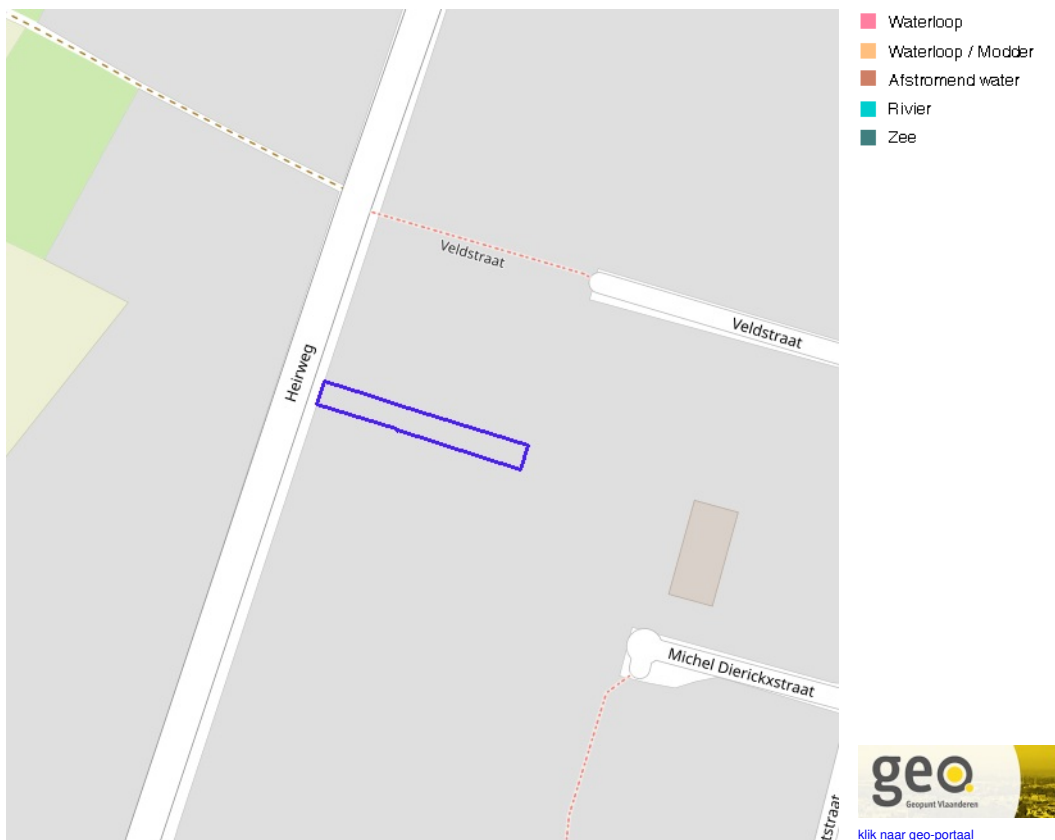 Waterloop
Waterloop / Modder
Afstromend water
Rivier
Zee
Veldstraat
Veldstraat
Heirweg
Michel Dierickxstraat
tstraat
geo.
Geopunt Vlaanderen
klik naar geo-portaal